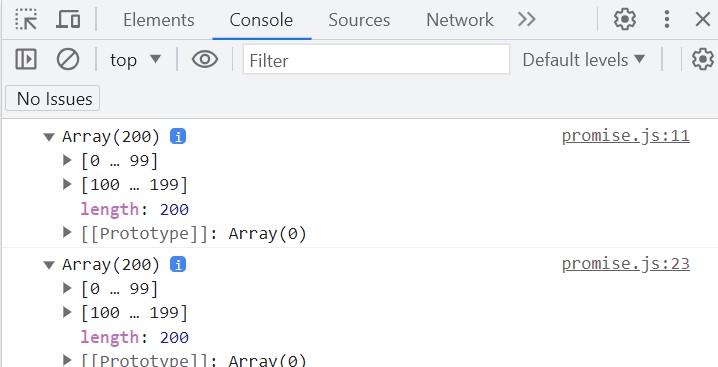 Elements Console Sources Network
top Filter Default levels
No Issues
Array(200) i promise.js:11
[0 … 99]
[100 … 199]
length: 200
[[Prototype]]: Array(0)
Array(200) i promise.js:23
[0 … 99]
[100 … 199]
length: 200
[[Prototype]]: Array(0)